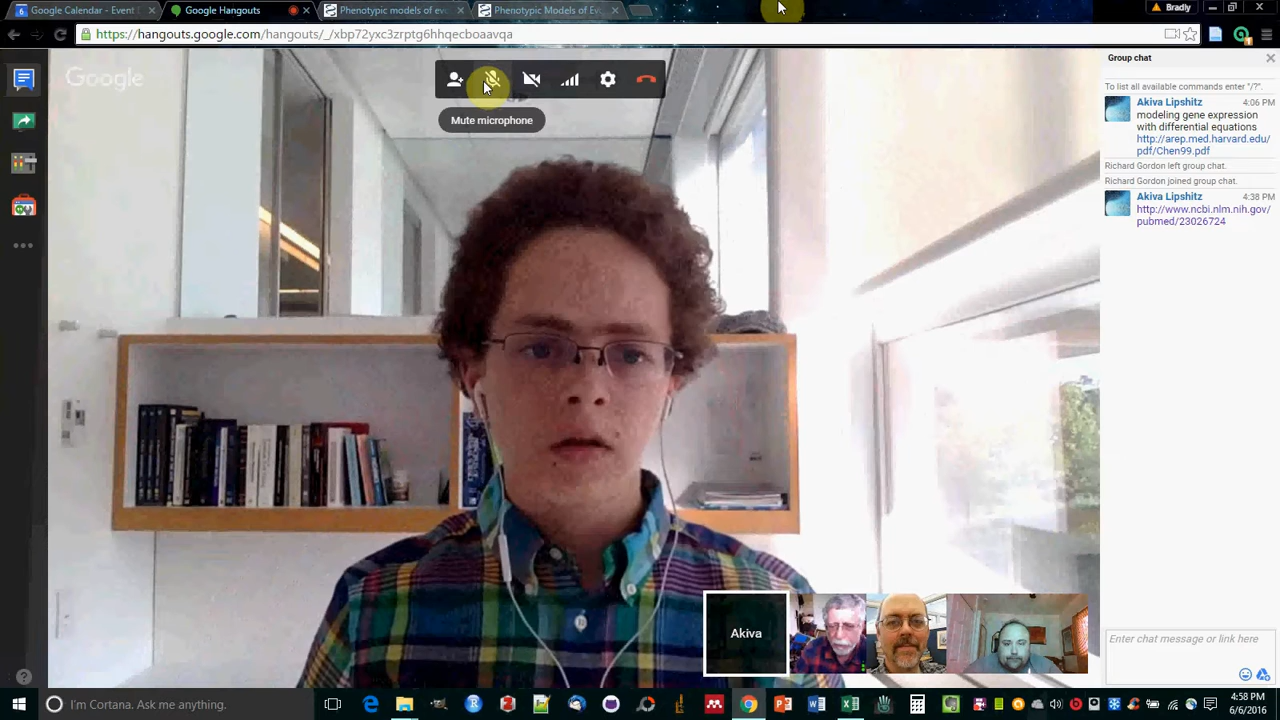 Google Calendar - Event D
Google Hangouts
Phenotypic models of evo
Phenotypic Models of Evo
Bradly
https://hangouts.google.com/hangouts/_/xbp72yxc3zrptg6hhqecboaavqa
Google
Mute microphone
Group chat
To list all available commands enter "/?".
Akiva Lipshitz 4:06 PM
modeling gene expression
with differential equations
http://arep.med.harvard.edu/
pdf/Chen99.pdf
Richard Gordon left group chat.
Richard Gordon joined group chat.
Akiva Lipshitz 4:38 PM
http://www.ncbi.nlm.nih.gov/
pubmed/23026724
Akiva
Enter chat message or link here
I'm Cortana. Ask me anything.
4:58 PM
6/6/2016